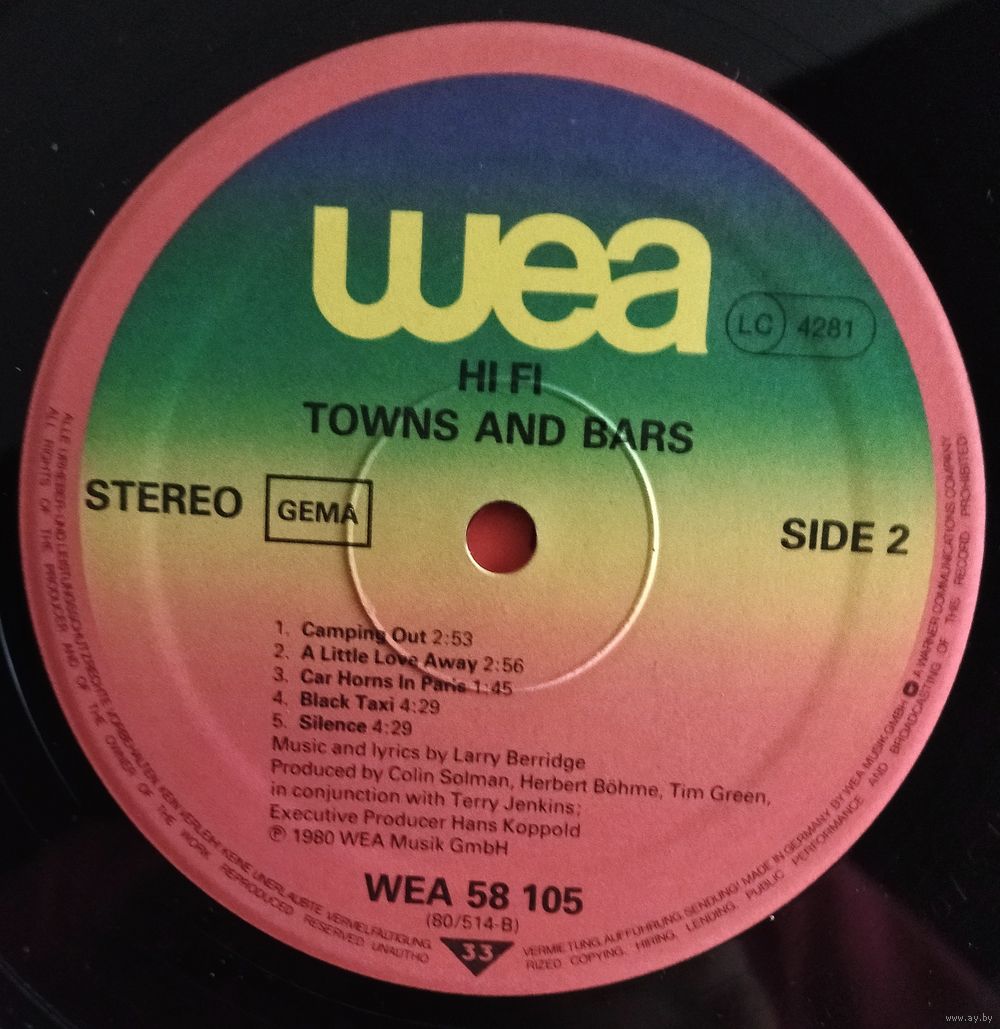 wea
LC 4281
HI FI
TOWNS AND BARS
STEREO
GEMA
SIDE 2
1. Camping Out 2:53
2. A Little Love Away 2:56
3. Car Horns In Paris 1:45
4. Black Taxi 4:29
5. Silence 4:29
Music and lyrics by Larry Berridge
Produced by Colin Solman, Herbert Böhme, Tim Green,
in conjunction with Terry Jenkins;
Executive Producer Hans Koppold
℗ 1980 WEA Musik GmbH
WEA 58 105
(80/514-B)
33
ALLE URHEBER- UND LEISTUNGSSCHUTZRECHTE VORBEHALTEN. KEIN VERLEIH! KEINE UNERLAUBTE VERVIELFÄLTIGUNG,
VERMIETUNG, AUFFÜHRUNG, SENDUNG! MADE IN GERMANY BY WEA MUSIK GMBH A WARNER COMMUNICATIONS COMPANY
ALL RIGHTS OF THE PRODUCER AND OF THE OWNER OF THE WORK REPRODUCED RESERVED UNAUTHO
RIZED COPYING, HIRING, LENDING, PUBLIC PERFORMANCE AND BROADCASTING OF THIS RECORD PROHIBITED!
www.ay.by